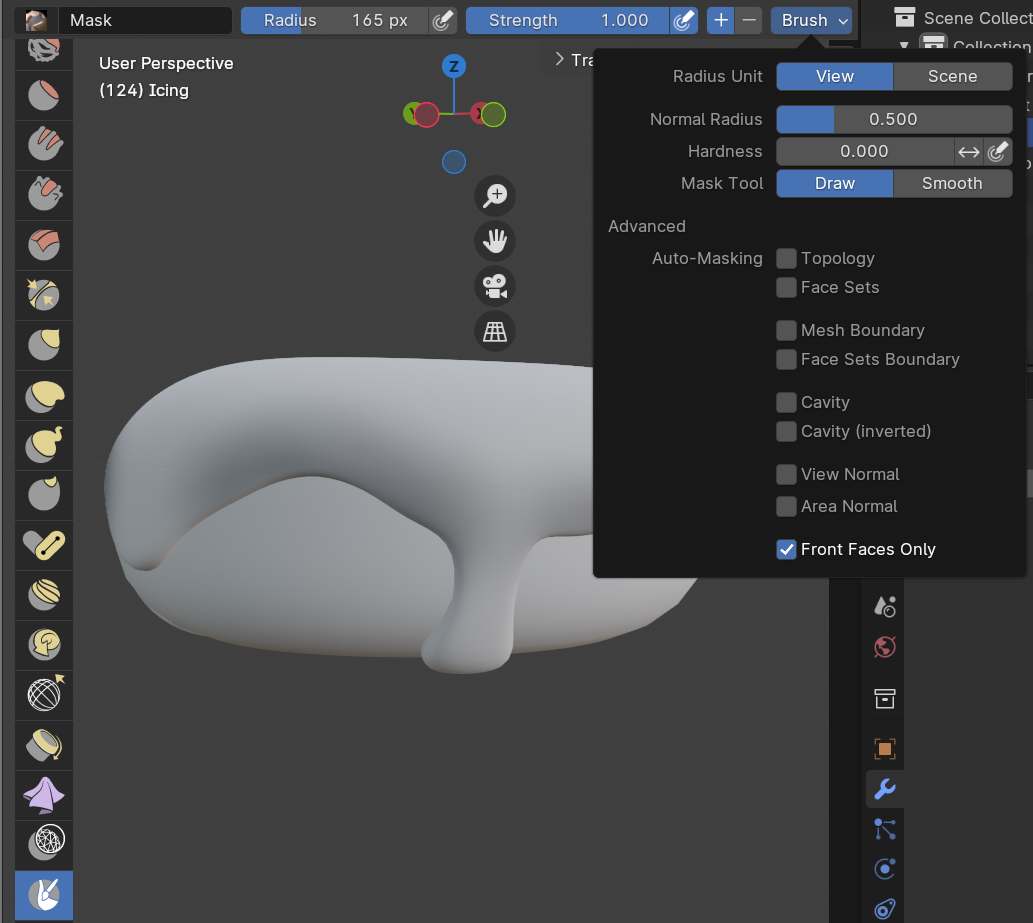 Mask
Radius 165 px
Strength 1.000
Brush
Scene Collect
Collection
User Perspective
(124) Icing
Z
Tra
Radius Unit View Scene
Normal Radius 0.500
Hardness 0.000
Mask Tool Draw Smooth
Advanced
Auto-Masking Topology
Face Sets
Mesh Boundary
Face Sets Boundary
Cavity
Cavity (inverted)
View Normal
Area Normal
Front Faces Only